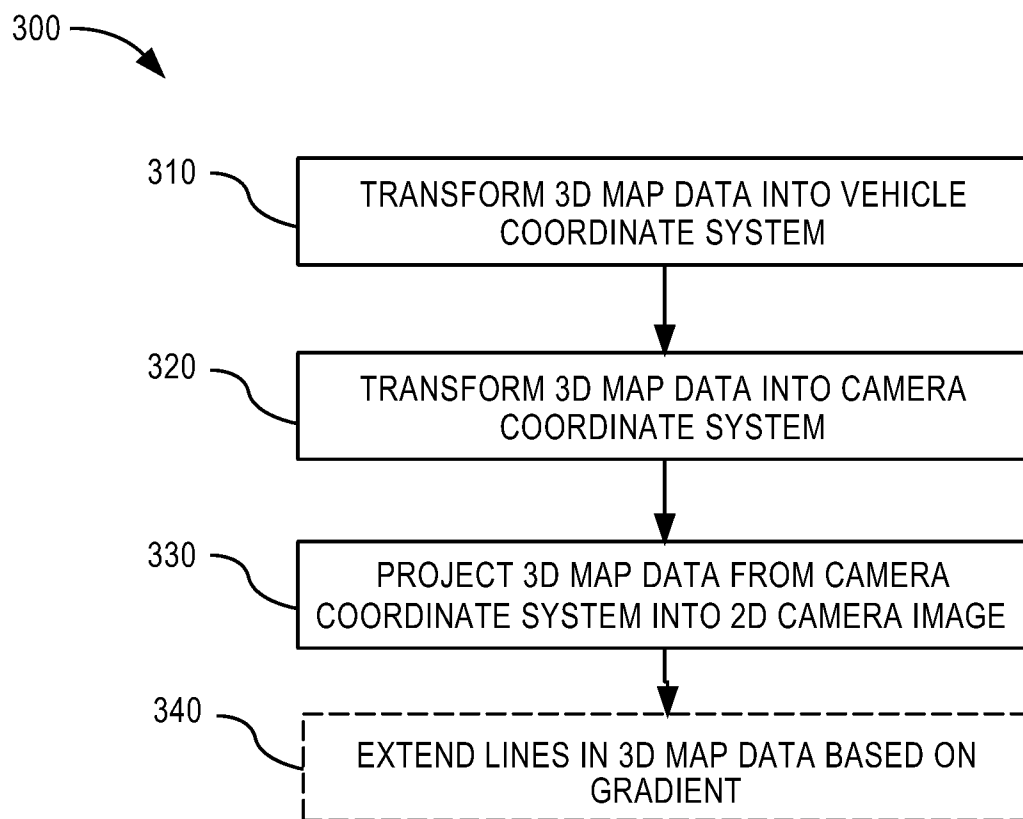 300
310
TRANSFORM 3D MAP DATA INTO VEHICLE
COORDINATE SYSTEM
320
TRANSFORM 3D MAP DATA INTO CAMERA
COORDINATE SYSTEM
330
PROJECT 3D MAP DATA FROM CAMERA
COORDINATE SYSTEM INTO 2D CAMERA IMAGE
340
EXTEND LINES IN 3D MAP DATA BASED ON
GRADIENT